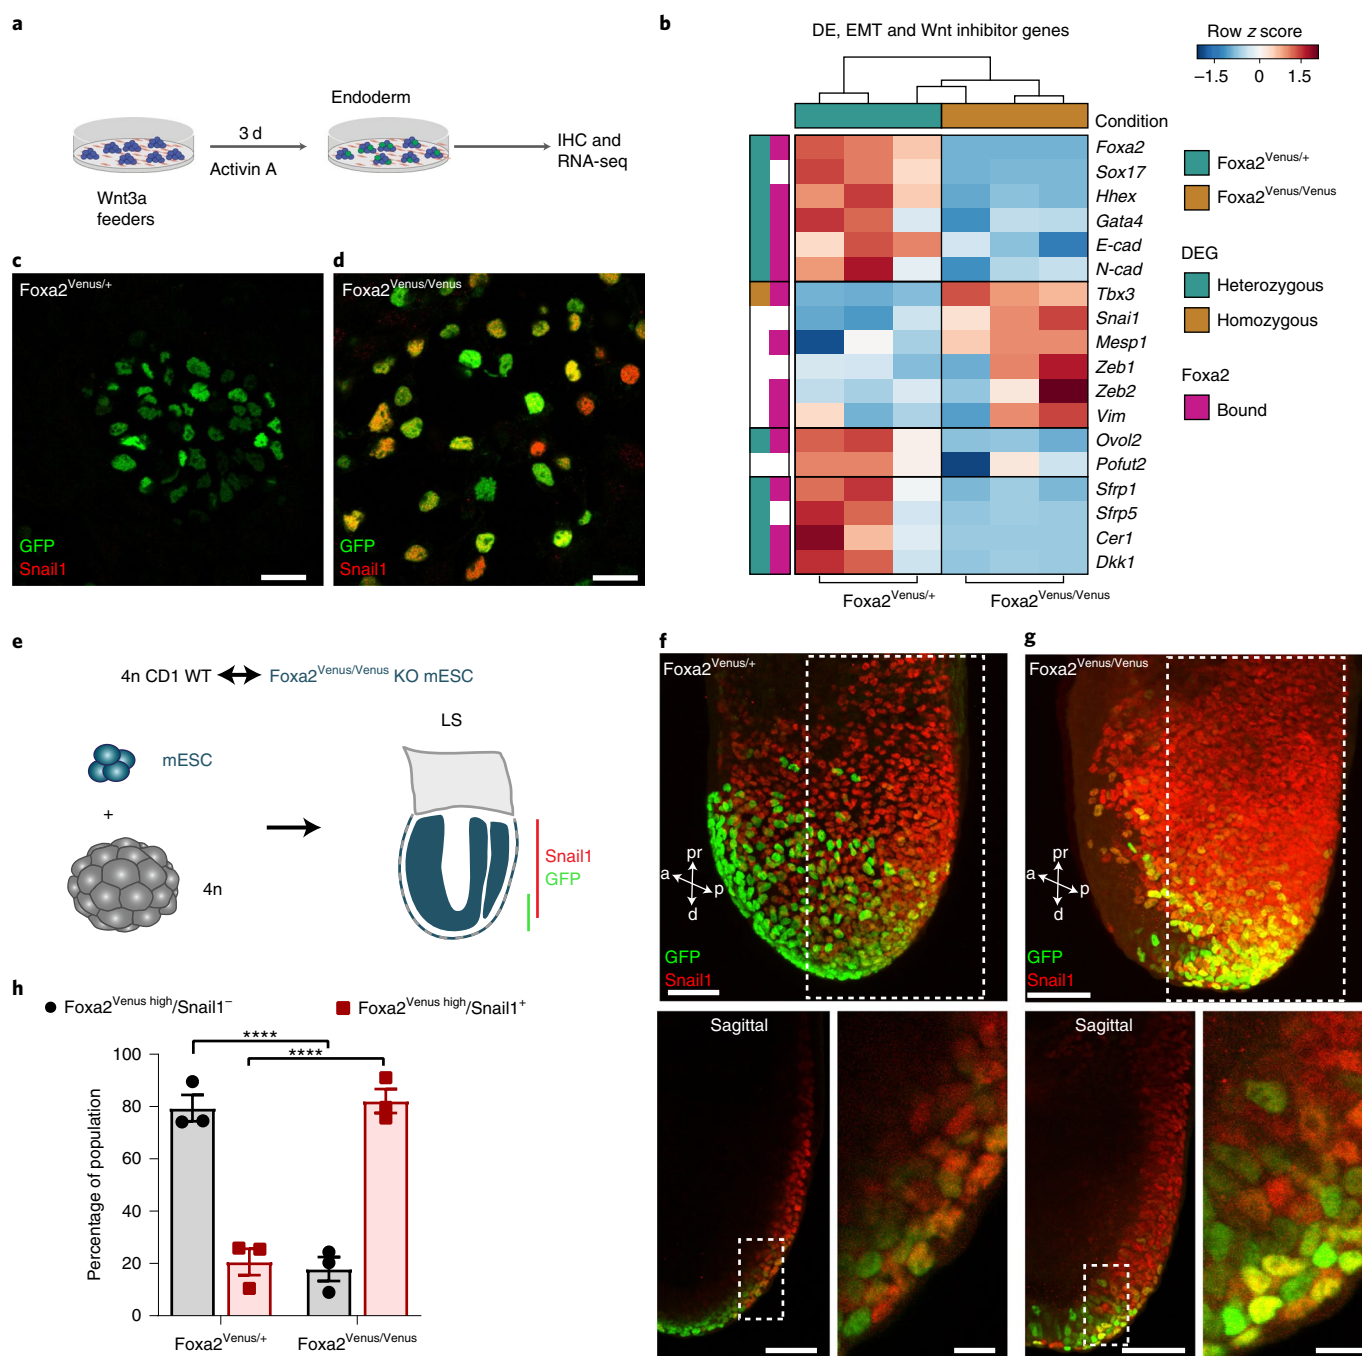 a
3 d
Activin A
Wnt3a
feeders
Endoderm
IHC and
RNA-seq
b
DE, EMT and Wnt inhibitor genes
Row z score
−1.5 0 1.5
Condition
Foxa2
Sox17
Hhex
Gata4
E-cad
N-cad
Tbx3
Snai1
Mesp1
Zeb1
Zeb2
Vim
Ovol2
Pofut2
Sfrp1
Sfrp5
Cer1
Dkk1
Foxa2Venus/+
Foxa2Venus/Venus
Foxa2Venus/+
Foxa2Venus/Venus
DEG
Heterozygous
Homozygous
Foxa2
Bound
c
Foxa2Venus/+
GFP
Snail1
d
Foxa2Venus/Venus
GFP
Snail1
e
4n CD1 WT Foxa2Venus/Venus KO mESC
mESC
+
4n
LS
Snail1
GFP
f
Foxa2Venus/+
pr
a
p
d
GFP
Snail1
Sagittal
g
Foxa2Venus/Venus
pr
a
p
d
GFP
Snail1
Sagittal
h
Foxa2Venus high/Snail1−
Foxa2Venus high/Snail1+
****
****
Percentage of population
100
80
60
40
20
0
Foxa2Venus/+
Foxa2Venus/Venus